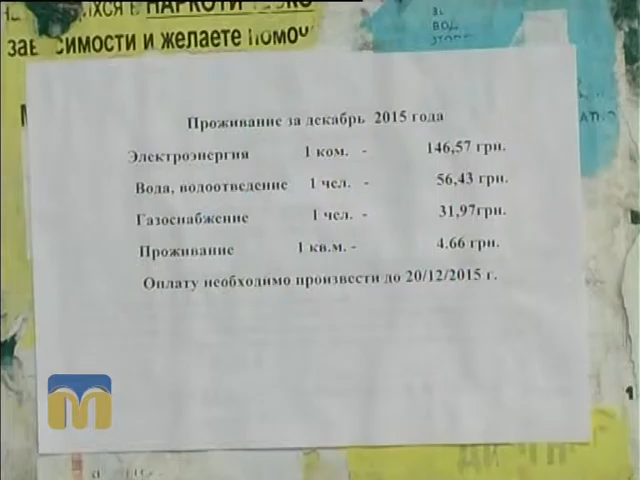 НАРКОТИ
зависимости и желаете помочь
Проживание за декабрь 2015 года
Электроэнергия 1 ком. - 146,57 грн.
Вода, водоотведение 1 чел. - 56,43 грн.
Газоснабжение 1 чел. - 31,97грн.
Проживание 1 кв.м. - 4.66 грн.
Оплату необходимо произвести до 20/12/2015 г.